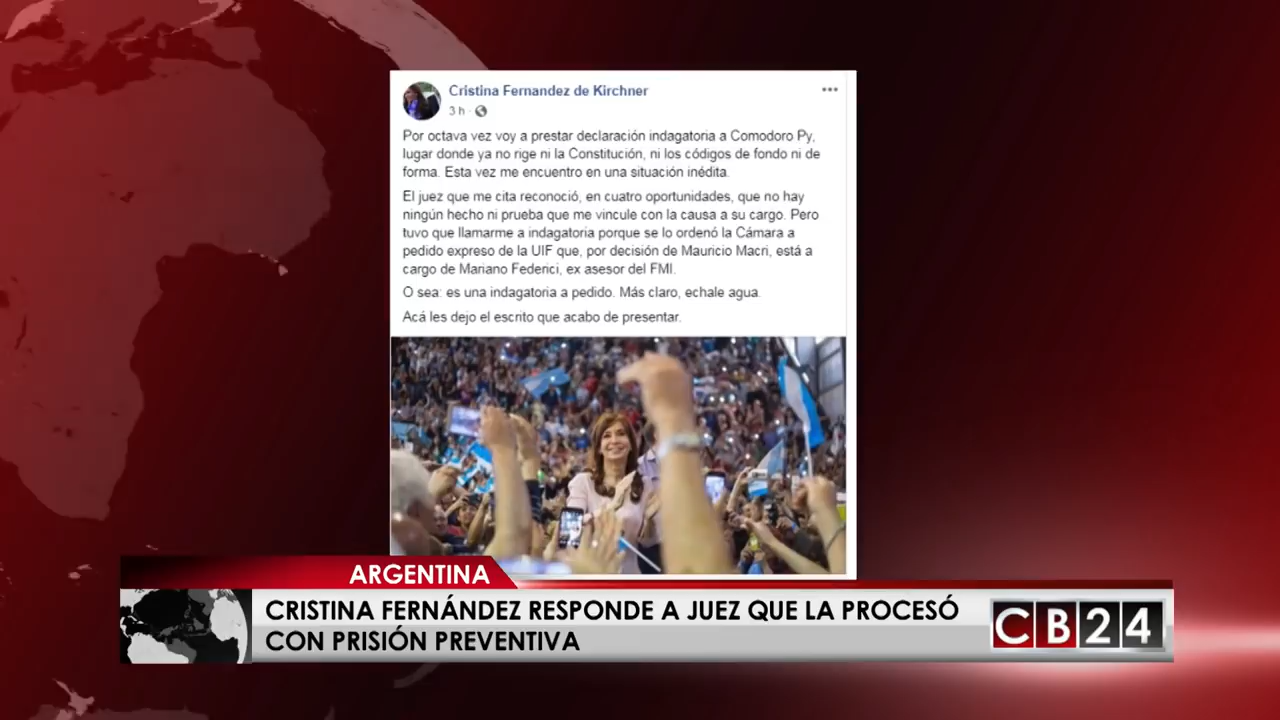 Cristina Fernandez de Kirchner
3 h ·
Por octava vez voy a prestar declaración indagatoria a Comodoro Py,
lugar donde ya no rige ni la Constitución, ni los códigos de fondo ni de
forma. Esta vez me encuentro en una situación inédita.
El juez que me cita reconoció, en cuatro oportunidades, que no hay
ningún hecho ni prueba que me vincule con la causa a su cargo. Pero
tuvo que llamarme a indagatoria porque se lo ordenó la Cámara a
pedido expreso de la UIF que, por decisión de Mauricio Macri, está a
cargo de Mariano Federici, ex asesor del FMI.
O sea: es una indagatoria a pedido. Más claro, echale agua.
Acá les dejo el escrito que acabo de presentar.
ARGENTINA
CRISTINA FERNÁNDEZ RESPONDE A JUEZ QUE LA PROCESÓ
CON PRISIÓN PREVENTIVA
CB24